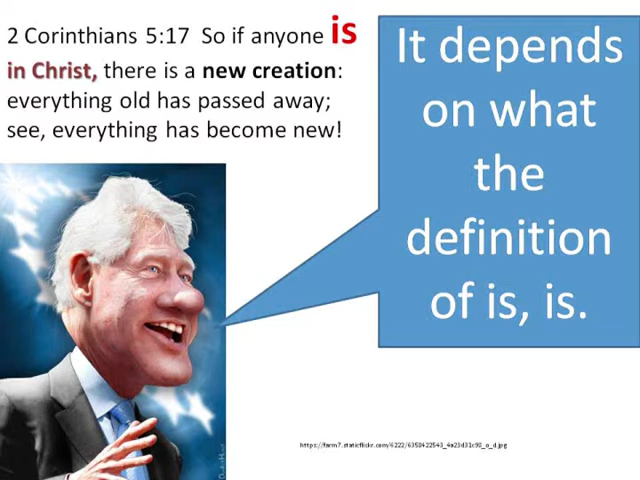 2 Corinthians 5:17 So if anyone is
in Christ, there is a new creation:
everything old has passed away;
see, everything has become new!
It depends
on what
the
definition
of is, is.